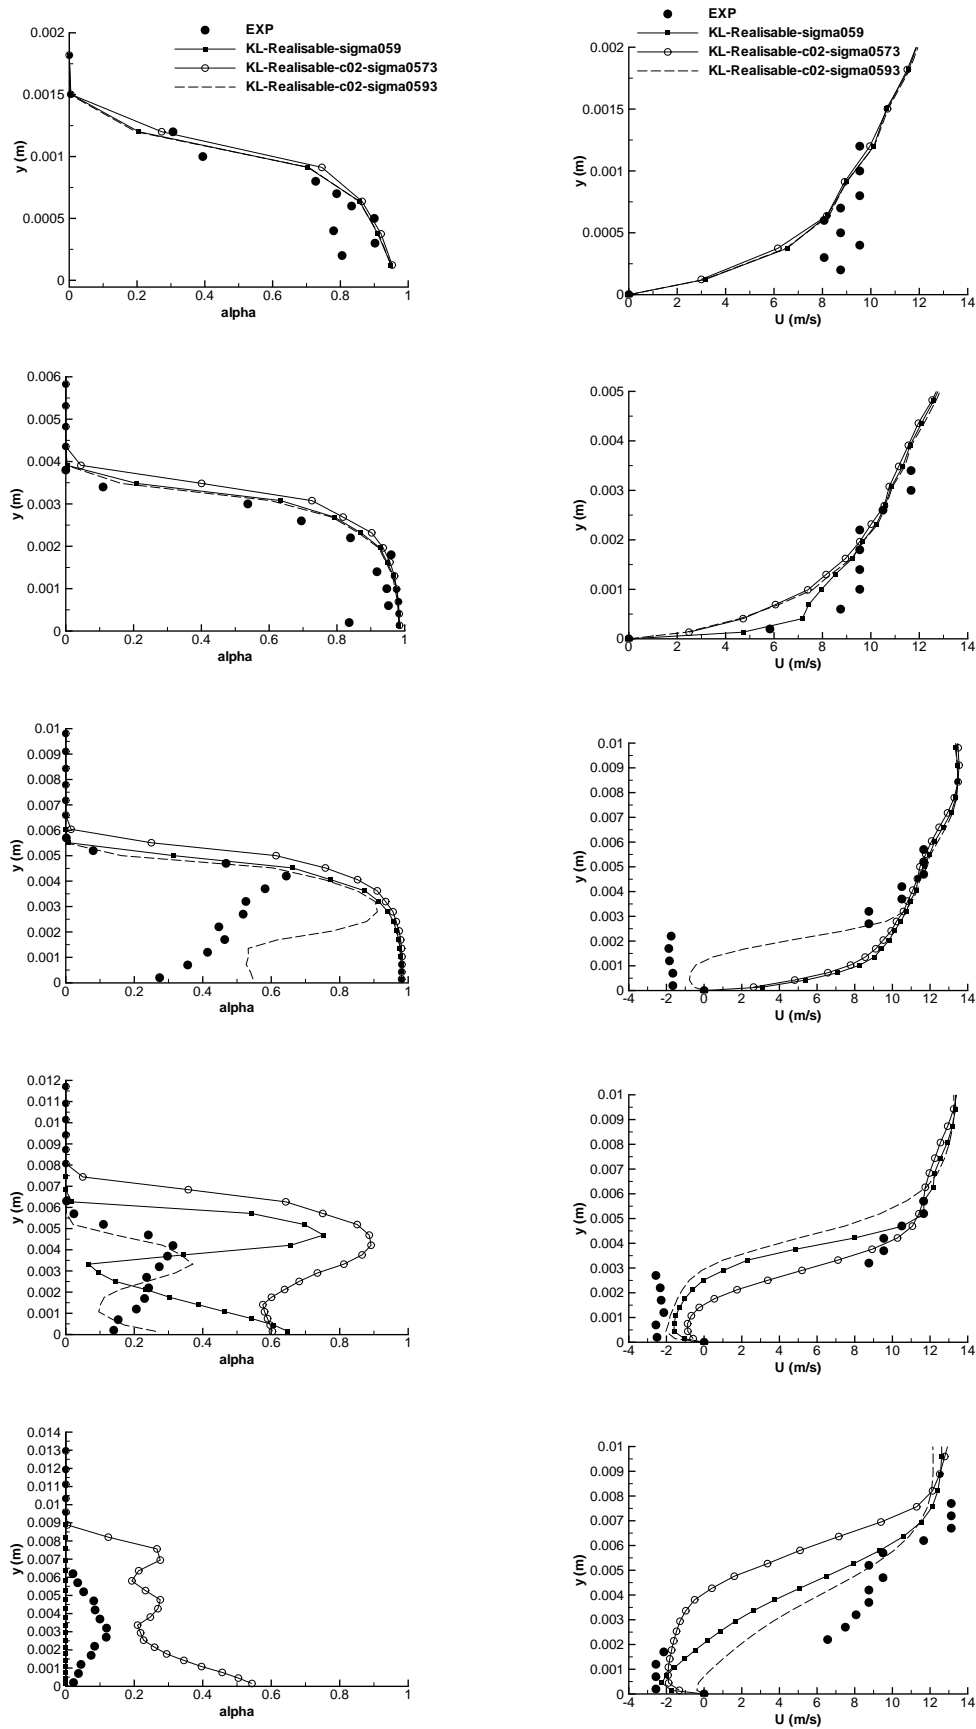 EXP
KL-Realisable-sigma059
KL-Realisable-c02-sigma0573
KL-Realisable-c02-sigma0593
0.002
0.0015
0.001
0.0005
0
y (m)
0 0.2 0.4 0.6 0.8 1
alpha
EXP
KL-Realisable-sigma059
KL-Realisable-c02-sigma0573
KL-Realisable-c02-sigma0593
0.002
0.0015
0.001
0.0005
0
y (m)
0 2 4 6 8 10 12 14
U (m/s)
0.006
0.005
0.004
0.003
0.002
0.001
0
y (m)
0 0.2 0.4 0.6 0.8 1
alpha
0.005
0.004
0.003
0.002
0.001
0
y (m)
0 2 4 6 8 10 12 14
U (m/s)
0.01
0.009
0.008
0.007
0.006
0.005
0.004
0.003
0.002
0.001
0
y (m)
0 0.2 0.4 0.6 0.8 1
alpha
0.01
0.009
0.008
0.007
0.006
0.005
0.004
0.003
0.002
0.001
0
y (m)
-4 -2 0 2 4 6 8 10 12 14
U (m/s)
0.012
0.011
0.01
0.009
0.008
0.007
0.006
0.005
0.004
0.003
0.002
0.001
0
y (m)
0 0.2 0.4 0.6 0.8 1
alpha
0.01
0.009
0.008
0.007
0.006
0.005
0.004
0.003
0.002
0.001
0
y (m)
-4 -2 0 2 4 6 8 10 12 14
U (m/s)
0.014
0.013
0.012
0.011
0.01
0.009
0.008
0.007
0.006
0.005
0.004
0.003
0.002
0.001
0
y (m)
0 0.2 0.4 0.6 0.8 1
alpha
0.01
0.009
0.008
0.007
0.006
0.005
0.004
0.003
0.002
0.001
0
y (m)
-4 -2 0 2 4 6 8 10 12 14
U (m/s)